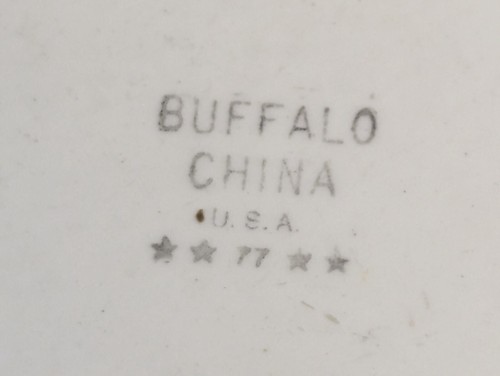 BUFFALO
CHINA
U.S.A.
★ ★ 77 ★ ★